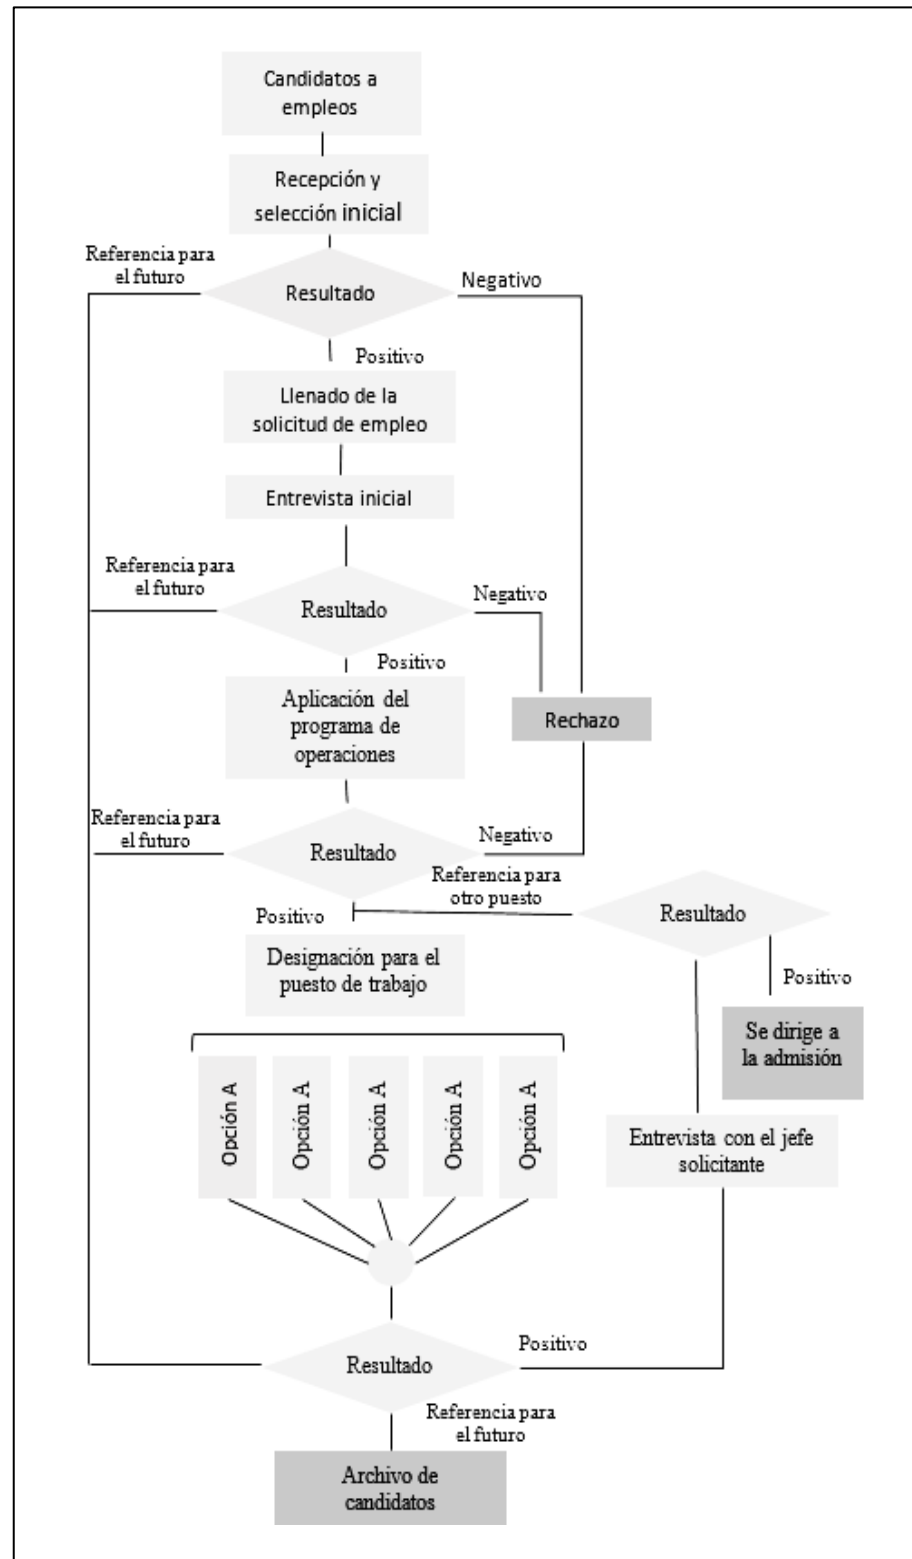 Candidatos a
empleos
Recepción y
selección inicial
Referencia para
el futuro
Resultado
Negativo
Positivo
Llenado de la
solicitud de empleo
Entrevista inicial
Referencia para
el futuro
Resultado
Negativo
Positivo
Aplicación del
programa de
operaciones
Rechazo
Referencia para
el futuro
Resultado
Negativo
Referencia para
otro puesto
Resultado
Positivo
Designación para el
puesto de trabajo
Positivo
Se dirige a
la admisión
Opción A
Opción A
Opción A
Opción A
Opción A
Entrevista con el jefe
solicitante
Resultado
Positivo
Referencia para
el futuro
Archivo de
candidatos